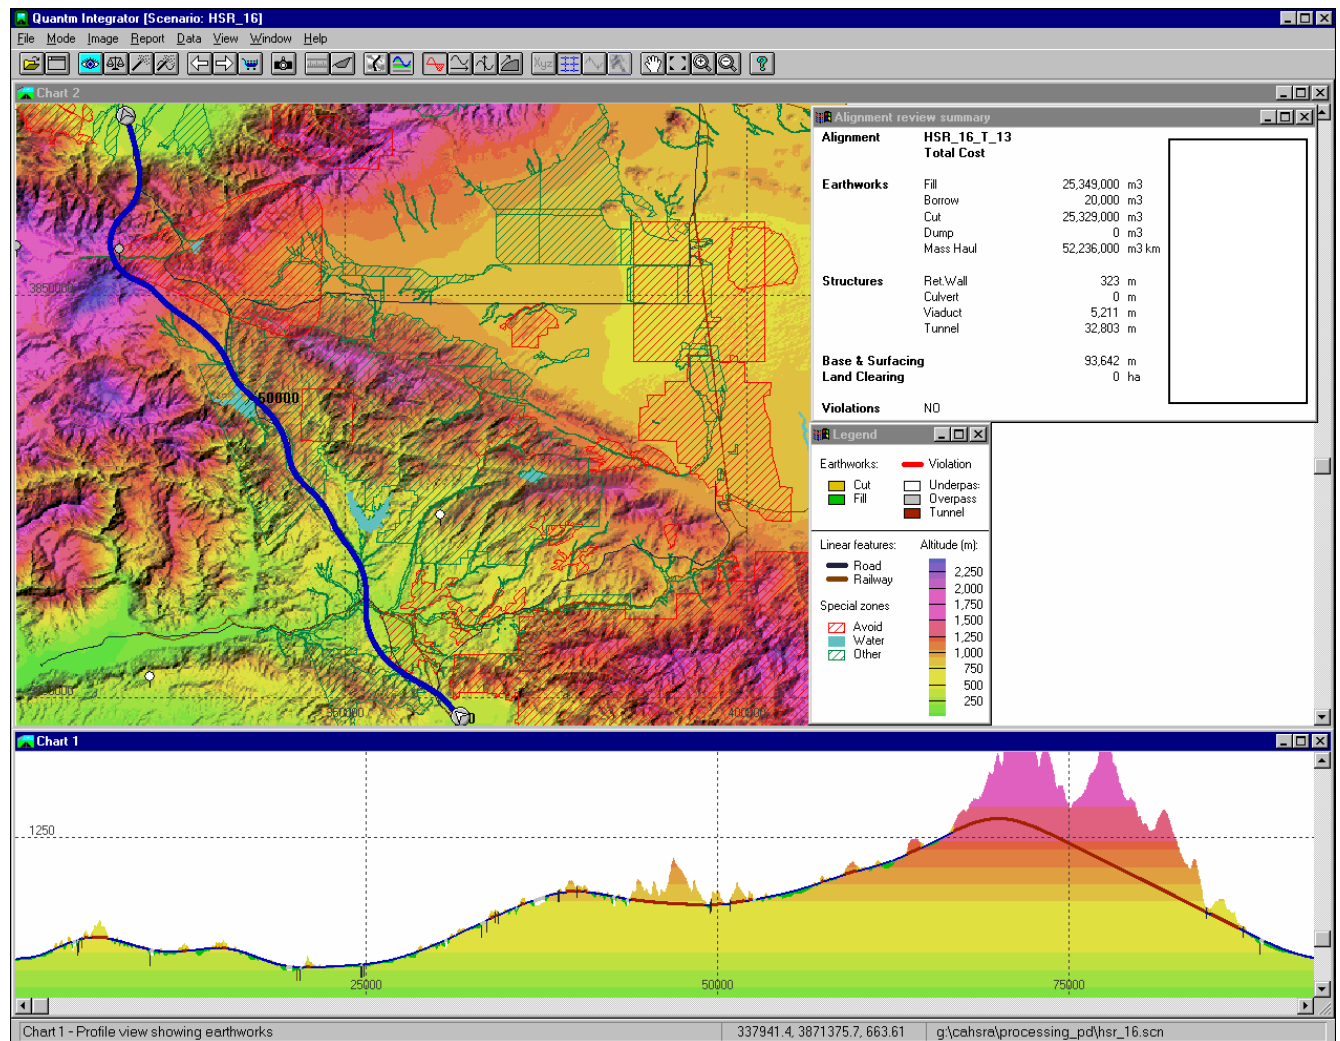 Quantm Integrator [Scenario: HSR_16]
File Mode Image Report Data View Window Help
Xyz
Chart 2
3850000
50000
350000
400000
0
Alignment review summary
Alignment HSR_16_T_13
Total Cost
Earthworks Fill 25,349,000 m3
Borrow 20,000 m3
Cut 25,329,000 m3
Dump 0 m3
Mass Haul 52,236,000 m3 km
Structures Ret.Wall 323 m
Culvert 0 m
Viaduct 5,211 m
Tunnel 32,803 m
Base & Surfacing 93,642 m
Land Clearing 0 ha
Violations NO
Legend
Earthworks: Violation
Cut Underpas:
Fill Overpass
Tunnel
Linear features: Altitude (m):
Road
Railway
Special zones
Avoid
Water
Other
2,250
2,000
1,750
1,500
1,250
1,000
750
500
250
Chart 1
1250
25000 50000 75000
Chart 1 - Profile view showing earthworks 337941.4, 3871375.7, 663.61 g:\cahsra\processing_pd\hsr_16.scn